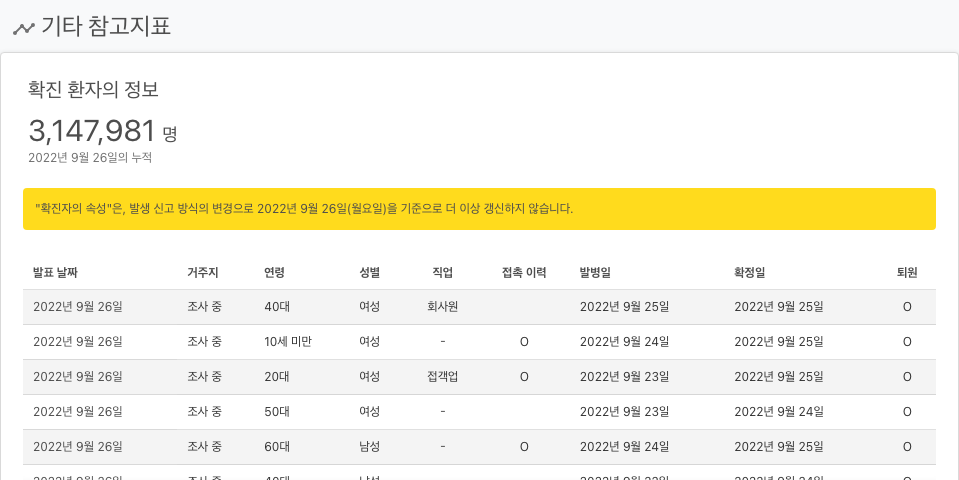 기타 참고지표
확진 환자의 정보
3,147,981 명
2022년 9월 26일의 누적
"확진자의 속성"은, 발생 신고 방식의 변경으로 2022년 9월 26일(월요일)을 기준으로 더 이상 갱신하지 않습니다.
발표 날짜 거주지 연령 성별 직업 접촉 이력 발병일 확정일 퇴원
2022년 9월 26일 조사 중 40대 여성 회사원 2022년 9월 25일 2022년 9월 25일 O
2022년 9월 26일 조사 중 10세 미만 여성 - O 2022년 9월 24일 2022년 9월 25일 O
2022년 9월 26일 조사 중 20대 여성 접객업 O 2022년 9월 23일 2022년 9월 25일 O
2022년 9월 26일 조사 중 50대 여성 - 2022년 9월 23일 2022년 9월 24일 O
2022년 9월 26일 조사 중 60대 남성 - O 2022년 9월 24일 2022년 9월 25일 O